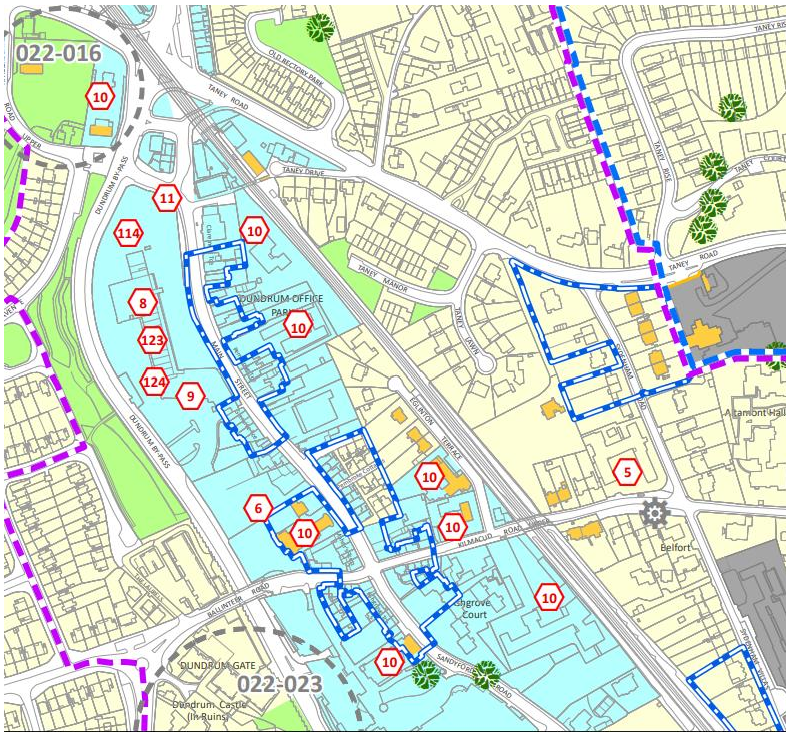 022-016
10
OLD RECTORY PARK
TANEY ROAD
ROAD UPPER
DUNDRUM BY-PASS
TANEY DRIVE
TANEY RISE
11
114
10
DUNDRUM OFFICE
PARK
10
8
123
124
9
MAIN
STREET
TANEY MANOR
TANEY LAWN
TANEY ROAD
EGLINTON
TERRACE
Altamont Hall
DUNDRUM BY-PASS
10
5
6
10
10
KILMACUD ROAD UPPER
Belfort
BALLINTEER ROAD
10
Ashgrove
Court
10
SANDYFORD ROAD
DUNDRUM GATE
022-023
Dundrum Castle
(In Ruins)